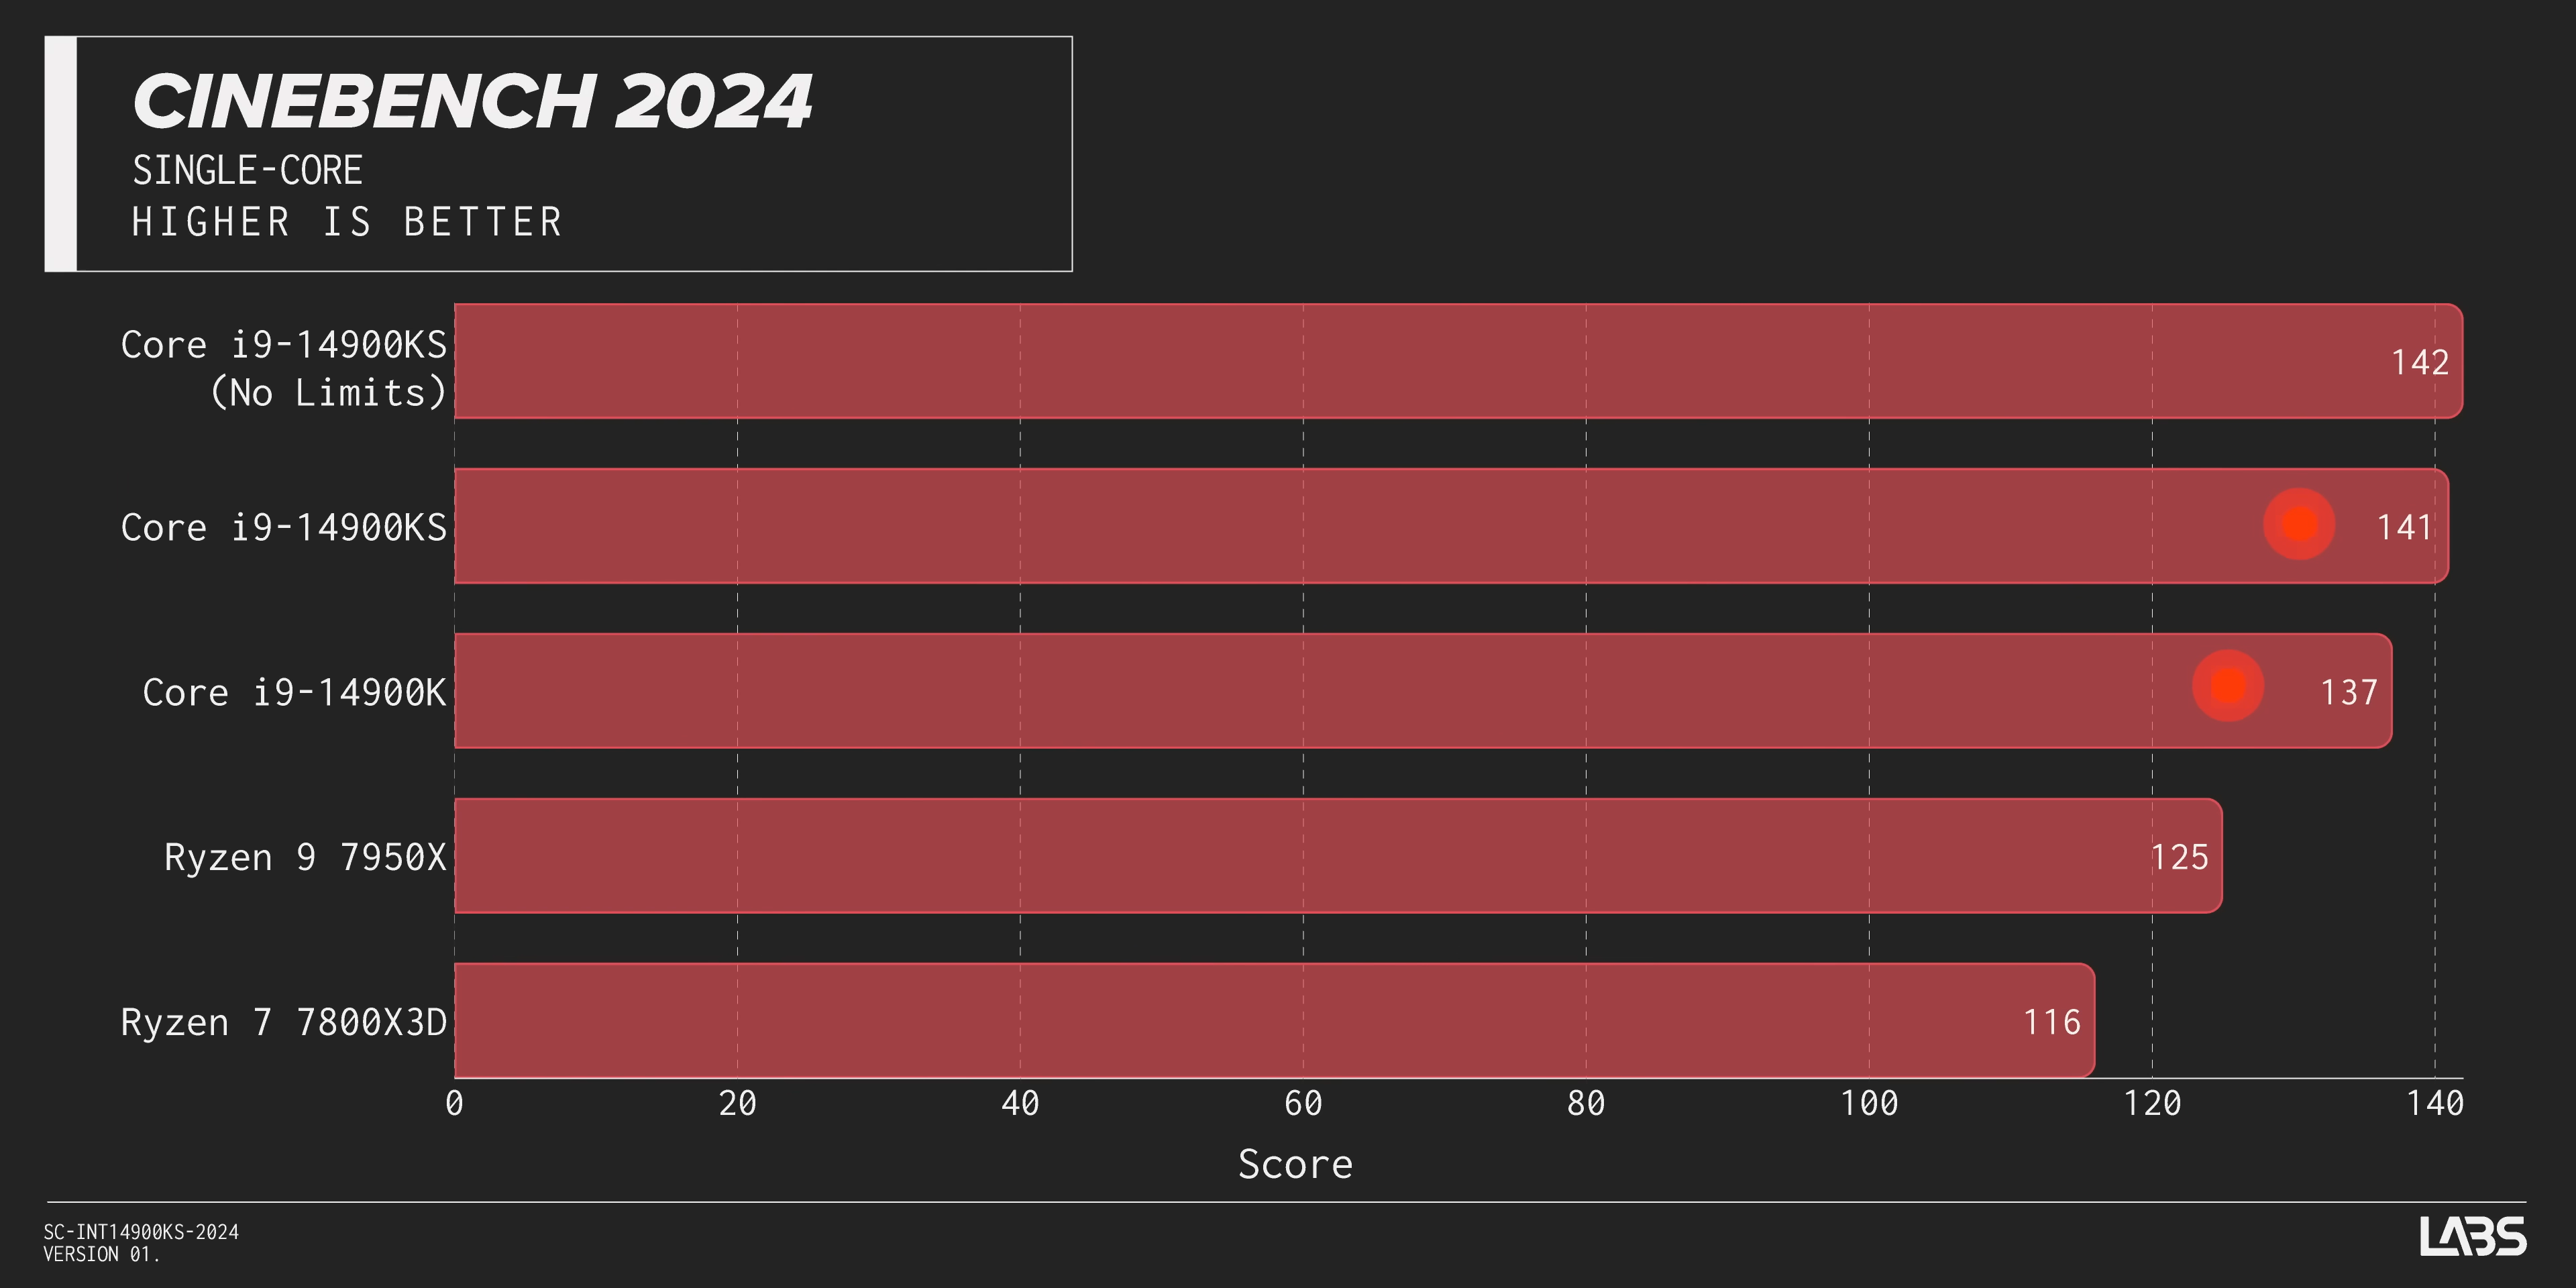 CINEBENCH 2024
SINGLE-CORE
HIGHER IS BETTER
Core i9-14900KS
(No Limits)
142
Core i9-14900KS
141
Core i9-14900K
137
Ryzen 9 7950X
125
Ryzen 7 7800X3D
116
0 20 40 60 80 100 120 140
Score
SC-INT14900KS-2024
VERSION 01.
LABS